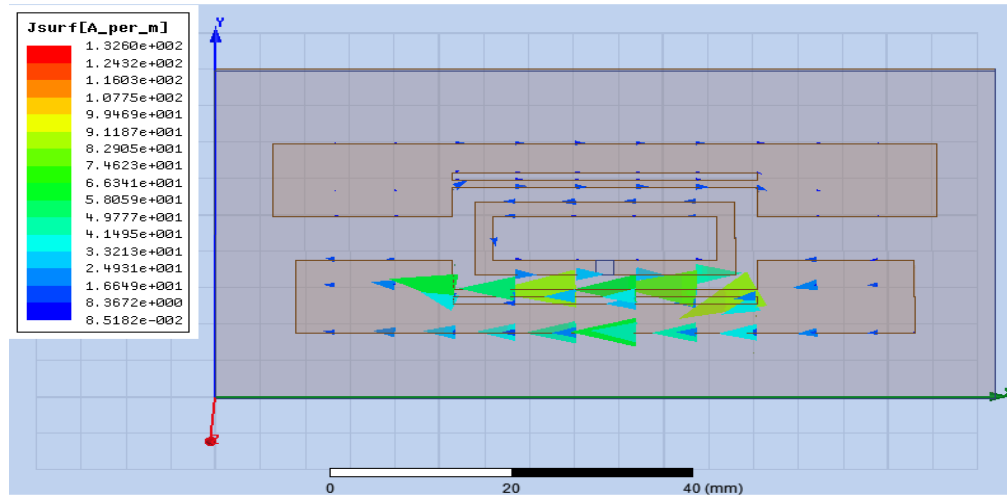 Jsurf[A_per_m]
1.3260e+002
1.2432e+002
1.1603e+002
1.0775e+002
9.9469e+001
9.1187e+001
8.2905e+001
7.4623e+001
6.6341e+001
5.8059e+001
4.9777e+001
4.1495e+001
3.3213e+001
2.4931e+001
1.6649e+001
8.3672e+000
8.5182e-002
Y
Z
0
20
40 (mm)